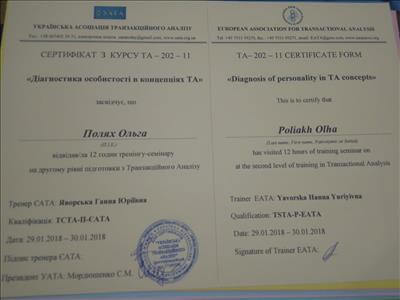 ЄАТА
УКРАЇНСЬКА АСОЦІАЦІЯ ТРАНЗАКЦІЙНОГО АНАЛІЗУ
СЕРТИФІКАТ З КУРСУ ТА – 202 – 11
«Діагностика особистості в концепціях ТА»
засвідчує, що
Полях Ольга
(П.І.Б.)
відвідав/ла 12 годин тренінгу-семінару
на другому рівні підготовки з Транзакційного Аналізу
Тренер ЄАТА: Яворська Ганна Юріївна
Кваліфікація: ТСТА-П-ЄАТА
Дата: 29.01.2018 – 30.01.2018
Підпис тренера ЄАТА:
Президент УАТА: Мордюшенко С.М.
EUROPEAN ASSOCIATION FOR TRANSACTIONAL ANALYSIS
TA– 202 – 11 CERTIFICATE FORM
«Diagnosis of personality in TA concepts»
This is to certify that
Poliakh Olha
has visited 12 hours of training seminar on
at the second level of training in Transactional Analysis
Trainer EATA: Yavorska Hanna Yuriyivna
Qualification: TSTA-P-EATA
Date: 29.01.2018 – 30.01.2018
Signature of Trainer EATA: